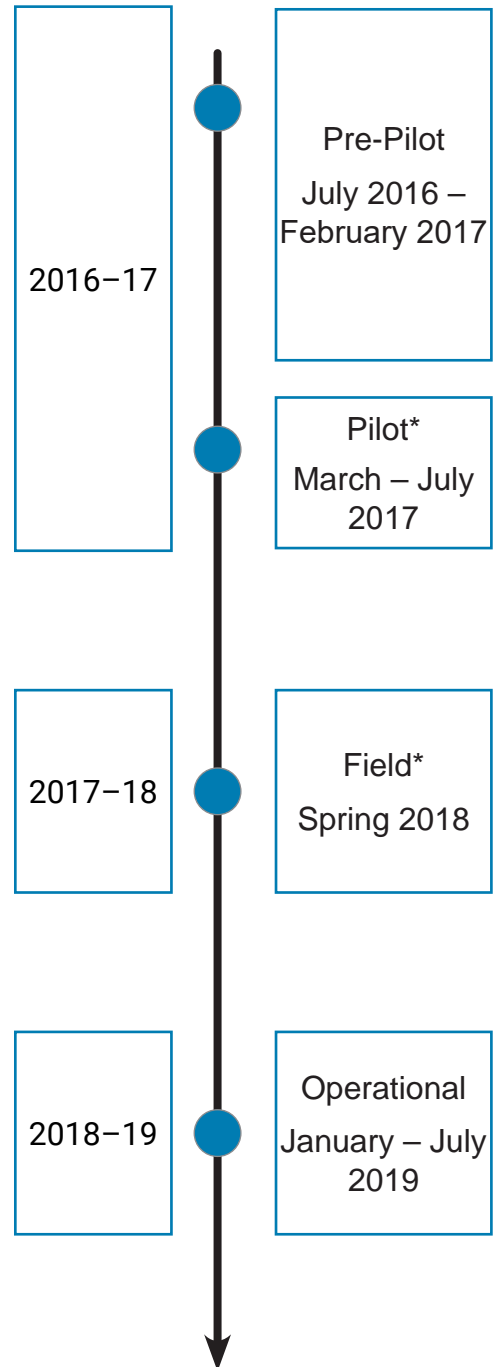 2016–17
Pre-Pilot
July 2016 –
February 2017
Pilot*
March – July
2017
2017–18
Field*
Spring 2018
2018–19
Operational
January – July
2019